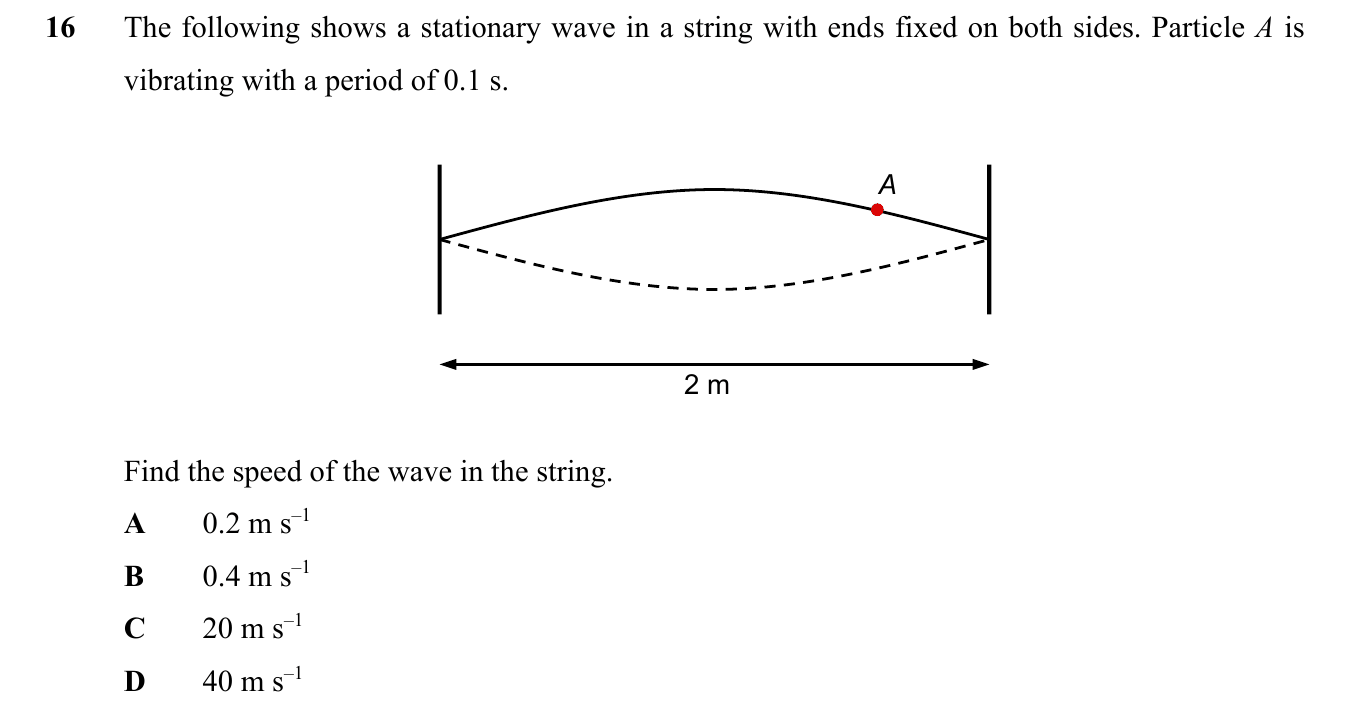 16 The following shows a stationary wave in a string with ends fixed on both sides. Particle A is
vibrating with a period of 0.1 s.
A
2 m
Find the speed of the wave in the string.
A 0.2 m s⁻¹
B 0.4 m s⁻¹
C 20 m s⁻¹
D 40 m s⁻¹